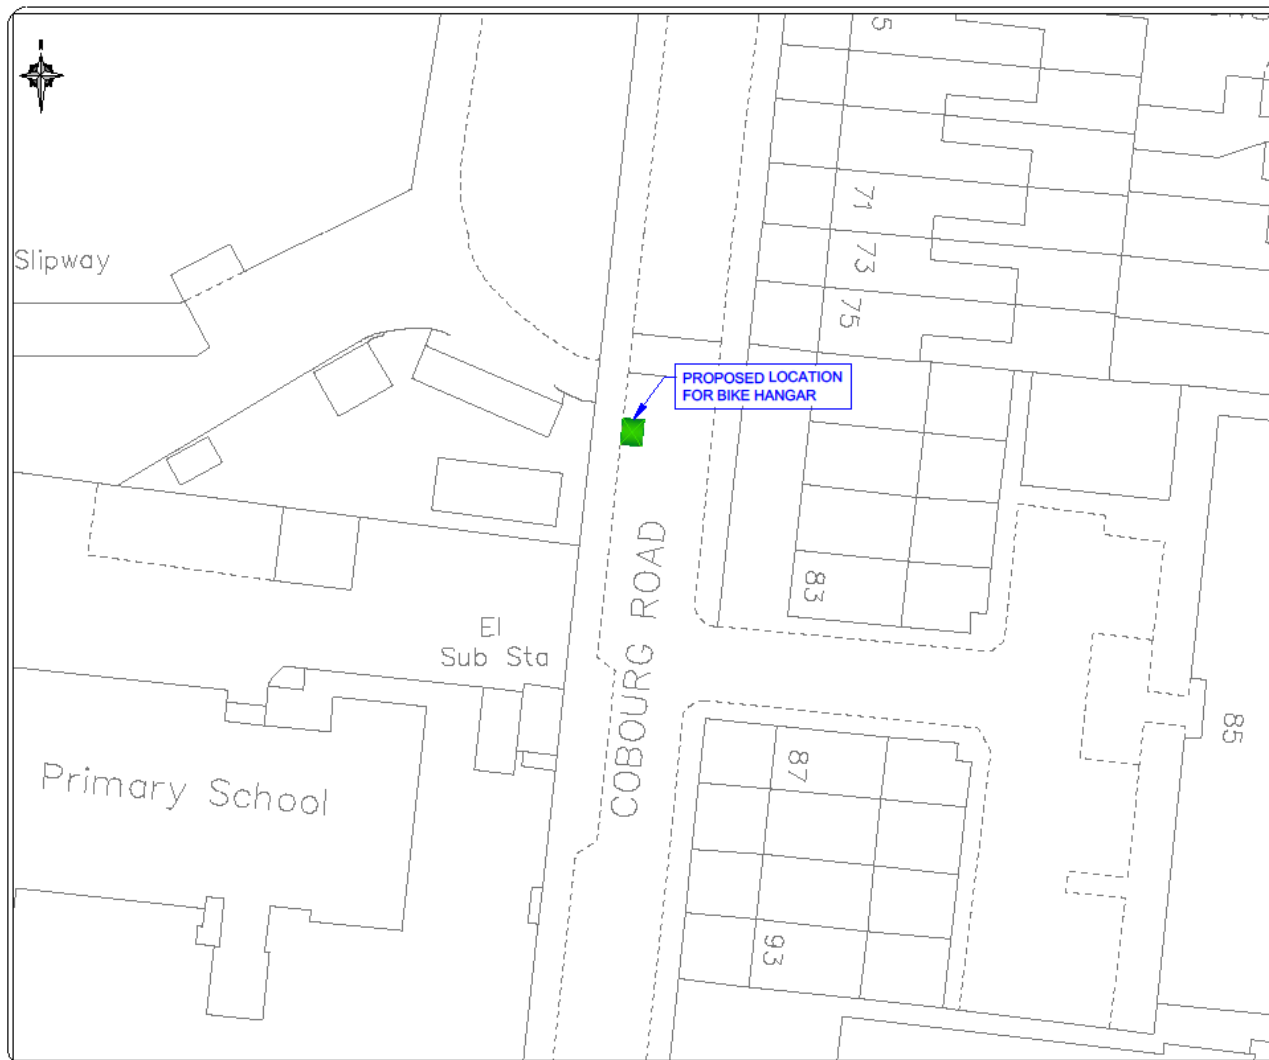 N
Slipway
71
73
75
PROPOSED LOCATION
FOR BIKE HANGAR
COBOURG ROAD
83
El
Sub Sta
85
Primary School
87
93